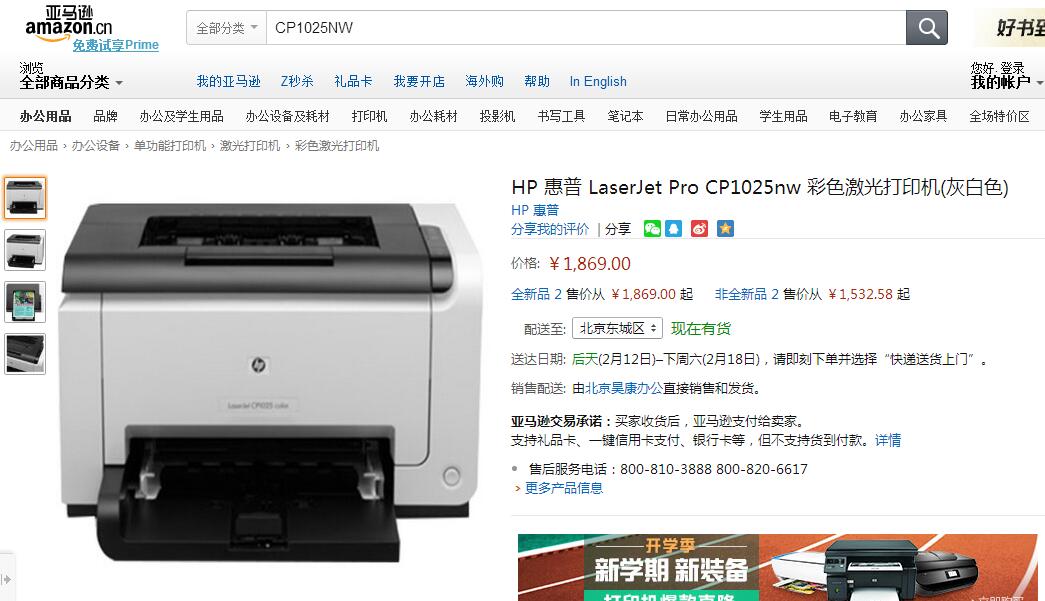 亚马逊
amazon.cn
免费试享Prime
全部分类
CP1025NW
好书到
浏览
全部商品分类
我的亚马逊 Z秒杀 礼品卡 我要开店 海外购 帮助 In English
您好, 登录
我的帐户
办公用品 品牌 办公及学生用品 办公设备及耗材 打印机 办公耗材 投影机 书写工具 笔记本 日常办公用品 学生用品 电子教育 办公家具 全场特价区
办公用品 › 办公设备 › 单功能打印机 › 激光打印机 › 彩色激光打印机
HP 惠普 LaserJet Pro CP1025nw 彩色激光打印机(灰白色)
HP 惠普
分享我的评价 | 分享
价格: ￥1,869.00
全新品 2 售价从 ￥1,869.00 起 非全新品 2 售价从 ￥1,532.58 起
配送至: 北京东城区 现在有货
送达日期: 后天(2月12日)–下周六(2月18日)，请即刻下单并选择“快递送货上门”。
销售配送: 由北京昊康办公直接销售和发货。
亚马逊交易承诺：买家收货后，亚马逊支付给卖家。
支持礼品卡、一键信用卡支付、银行卡等，但不支持货到付款。详情
售后服务电话：800-810-3888 800-820-6617
› 更多产品信息
hp
LaserJet CP1025 color
开学季
新学期 新装备